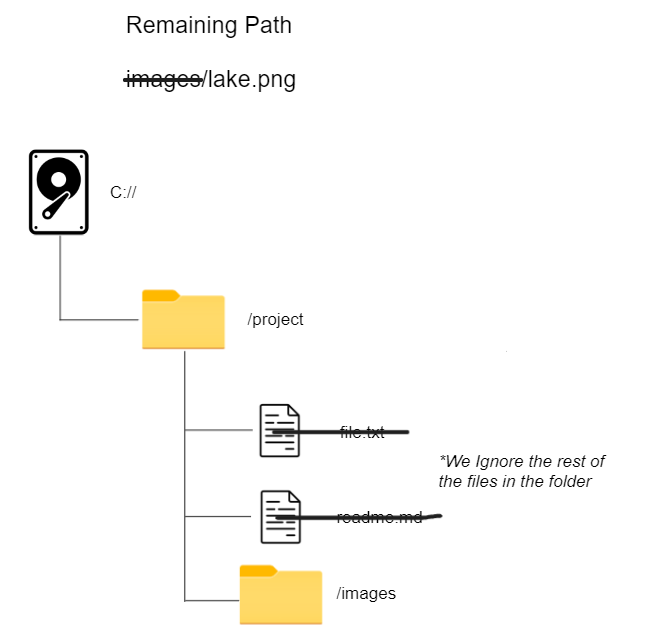 Remaining Path
images/lake.png
C://
/project
file.txt
*We Ignore the rest of
the files in the folder
readme.md
/images